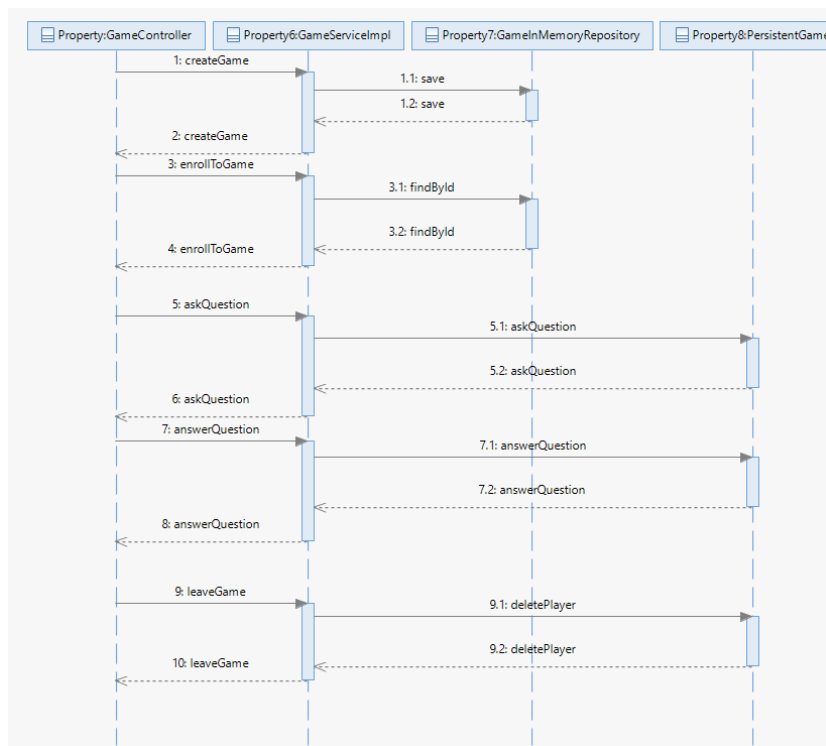 Property:GameController
Property6:GameServiceImpl
Property7:GameInMemoryRepository
Property8:PersistentGame
1: createGame
1.1: save
1.2: save
2: createGame
3: enrollToGame
3.1: findById
3.2: findById
4: enrollToGame
5: askQuestion
5.1: askQuestion
5.2: askQuestion
6: askQuestion
7: answerQuestion
7.1: answerQuestion
7.2: answerQuestion
8: answerQuestion
9: leaveGame
9.1: deletePlayer
9.2: deletePlayer
10: leaveGame